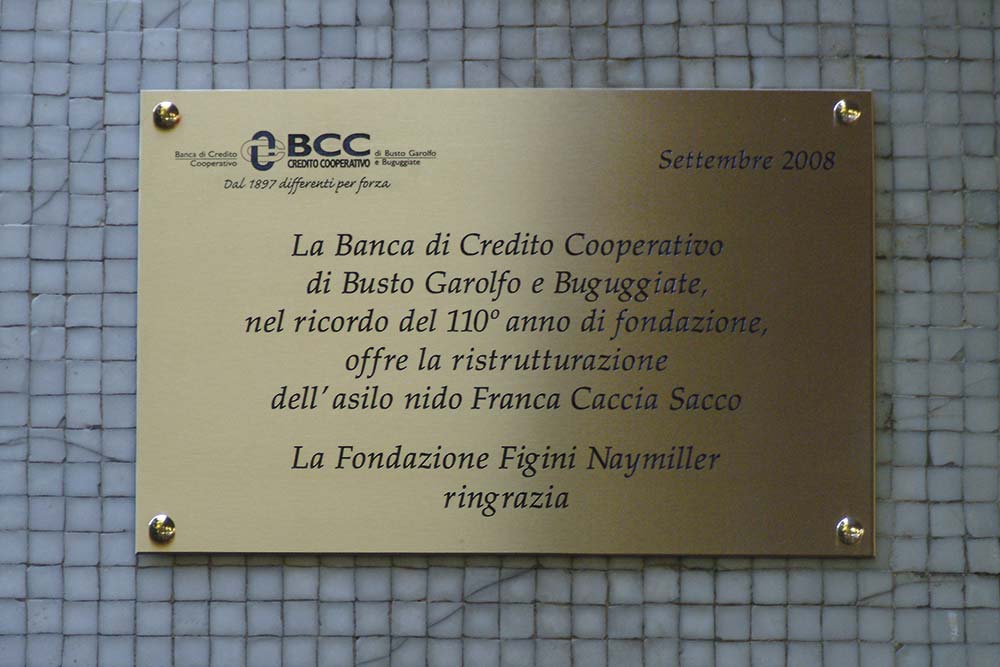 Banca di Credito
Cooperativo
BCC
CREDITO COOPERATIVO
di Busto Garolfo
e Buguggiate
Dal 1897 differenti per forza
Settembre 2008
La Banca di Credito Cooperativo
di Busto Garolfo e Buguggiate,
nel ricordo del 110º anno di fondazione,
offre la ristrutturazione
dell'asilo nido Franca Caccia Sacco
La Fondazione Figini Naymiller
ringrazia